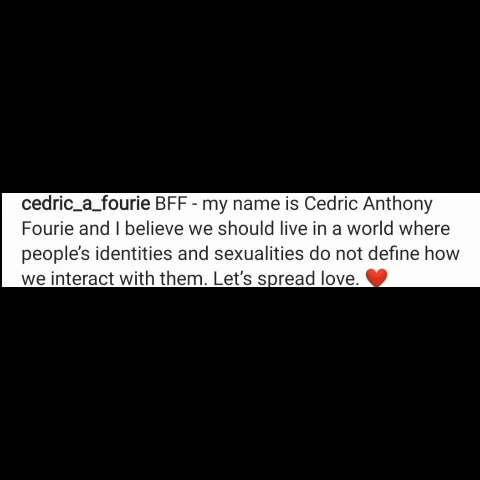 cedric_a_fourie BFF - my name is Cedric Anthony
Fourie and I believe we should live in a world where
people’s identities and sexualities do not define how
we interact with them. Let’s spread love. ❤️